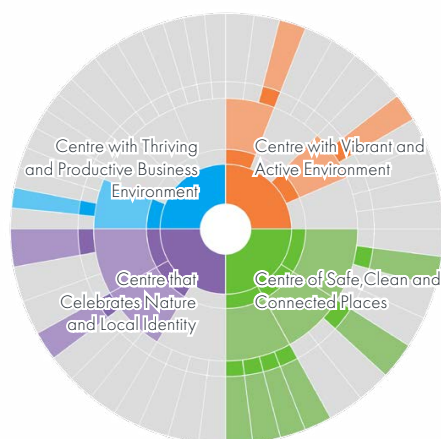 Centre with Thriving
and Productive Business
Environment
Centre with Vibrant and
Active Environment
Centre that
Celebrates Nature
and Local Identity
Centre of Safe,Clean and
Connected Places